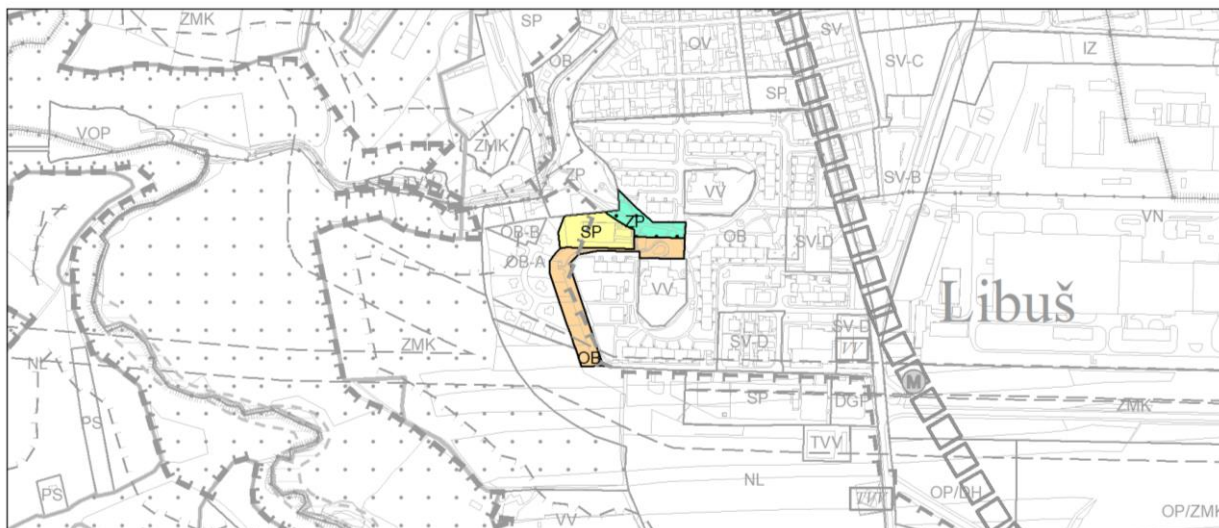 ZMK
SP
OV
SV
SV-C
IZ
OB
SP
VOP
ZMK
ZP
VV
SV-B
VN
ZP
OB-B
SP
OB
SV-D
OB-A
VV
Libuš
ZMK
SV-D
SV-D
VV
NL
OB
M
PS
SP
DGP
ZMK
TVV
NL
PS
TVV
OP/DH
VV
OP/ZMK